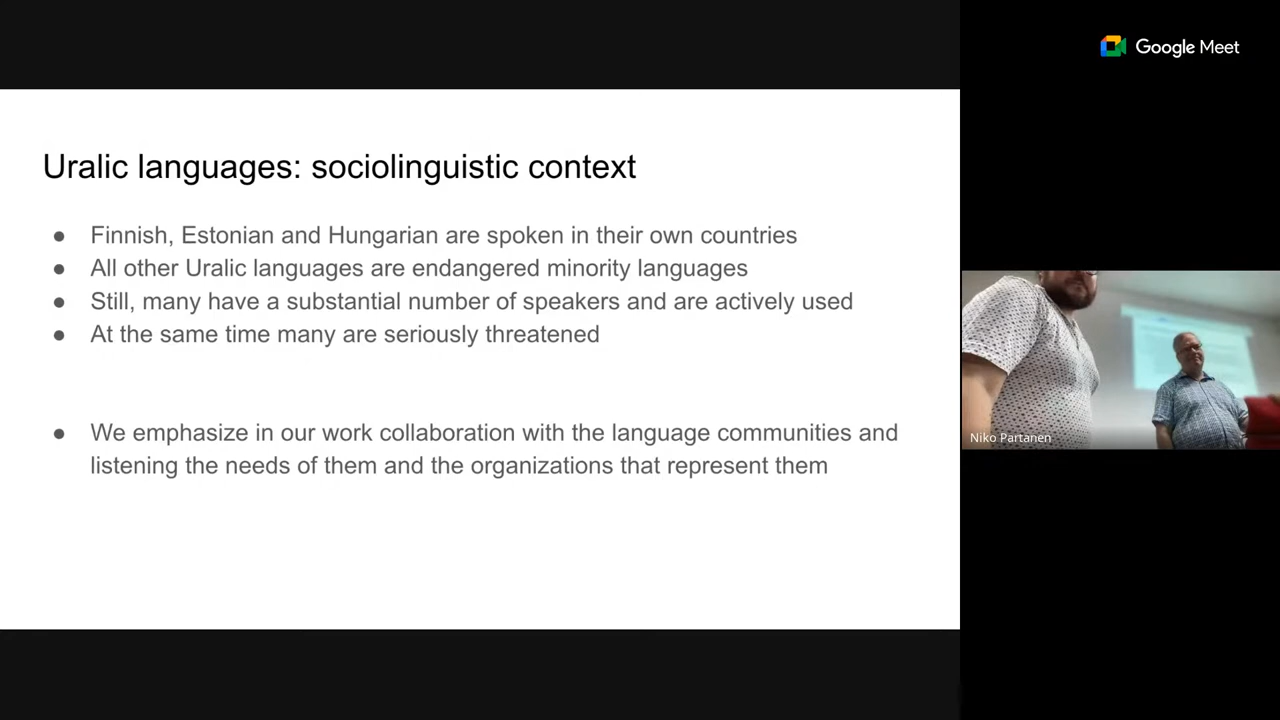 Google Meet
Uralic languages: sociolinguistic context
● Finnish, Estonian and Hungarian are spoken in their own countries
● All other Uralic languages are endangered minority languages
● Still, many have a substantial number of speakers and are actively used
● At the same time many are seriously threatened
● We emphasize in our work collaboration with the language communities and
listening the needs of them and the organizations that represent them
Niko Partanen